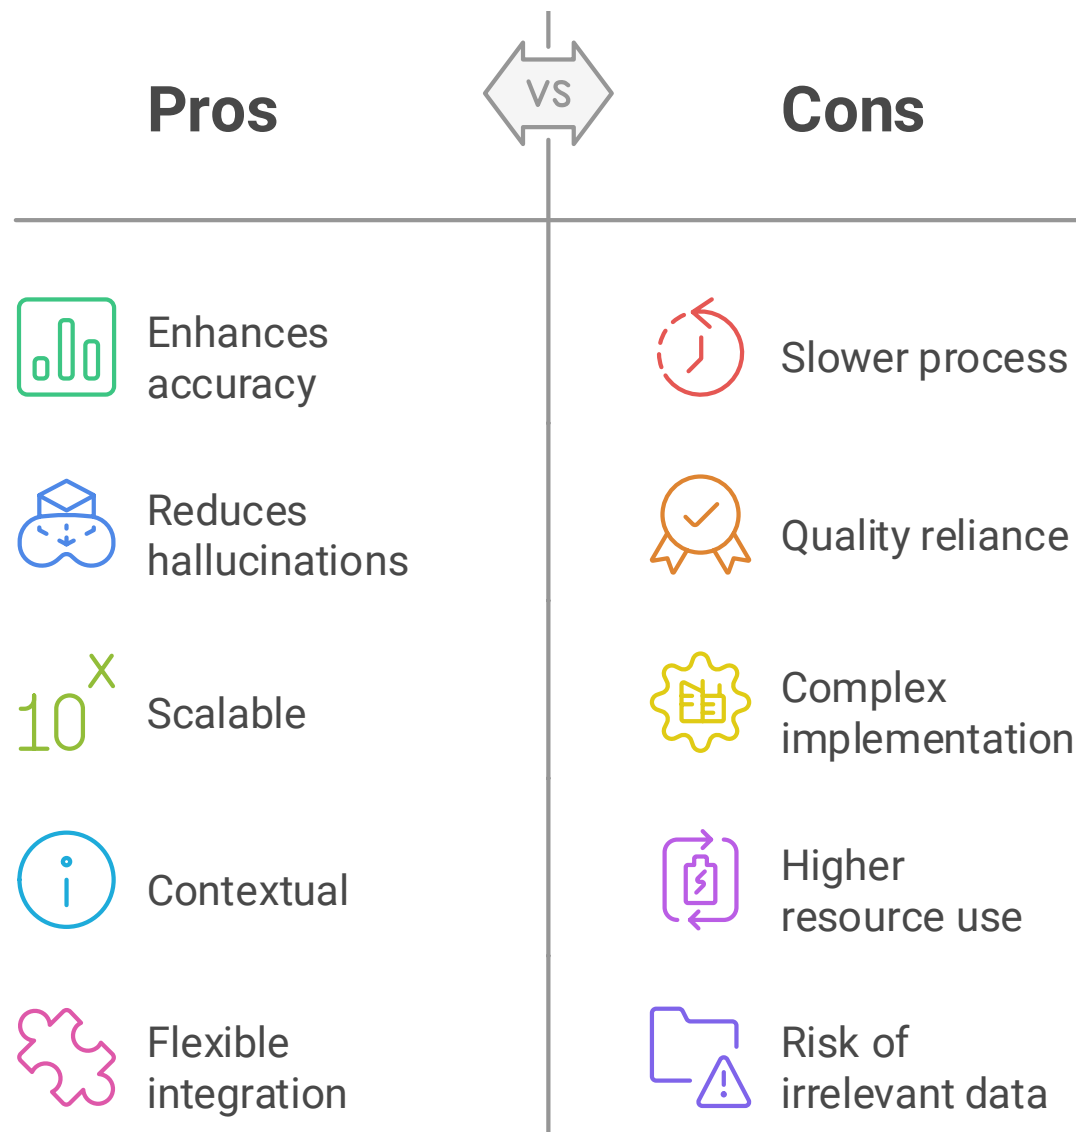 Pros
VS
Cons
Enhances
accuracy
Slower process
Reduces
hallucinations
Quality reliance
10x
Scalable
Complex
implementation
Contextual
Higher
resource use
Flexible
integration
Risk of
irrelevant data